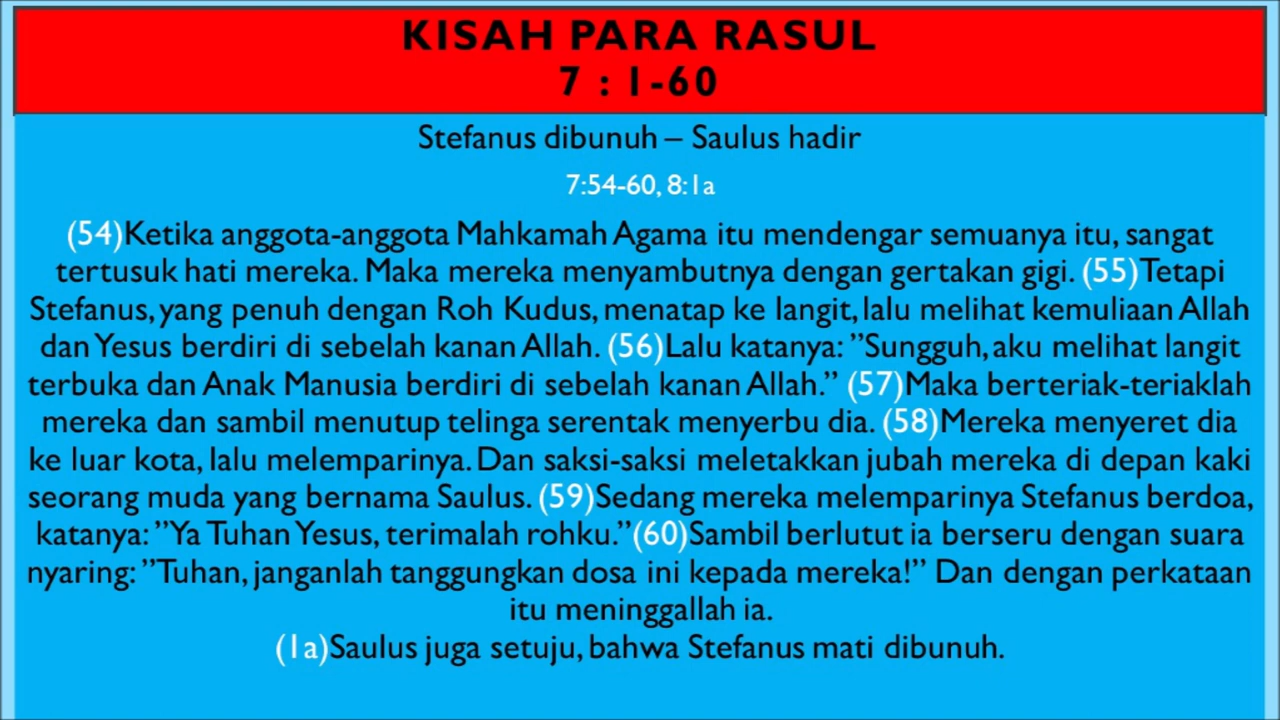 KISAH PARA RASUL
7 : 1-60
Stefanus dibunuh – Saulus hadir
7:54-60, 8:1a
(54)Ketika anggota-anggota Mahkamah Agama itu mendengar semuanya itu, sangat
tertusuk hati mereka. Maka mereka menyambutnya dengan gertakan gigi. (55)Tetapi
Stefanus, yang penuh dengan Roh Kudus, menatap ke langit, lalu melihat kemuliaan Allah
dan Yesus berdiri di sebelah kanan Allah. (56)Lalu katanya: ”Sungguh, aku melihat langit
terbuka dan Anak Manusia berdiri di sebelah kanan Allah.” (57)Maka berteriak-teriaklah
mereka dan sambil menutup telinga serentak menyerbu dia. (58)Mereka menyeret dia
ke luar kota, lalu melemparinya. Dan saksi-saksi meletakkan jubah mereka di depan kaki
seorang muda yang bernama Saulus. (59)Sedang mereka melemparinya Stefanus berdoa,
katanya: ”Ya Tuhan Yesus, terimalah rohku.”(60)Sambil berlutut ia berseru dengan suara
nyaring: ”Tuhan, janganlah tanggungkan dosa ini kepada mereka!” Dan dengan perkataan
itu meninggallah ia.
(1a)Saulus juga setuju, bahwa Stefanus mati dibunuh.